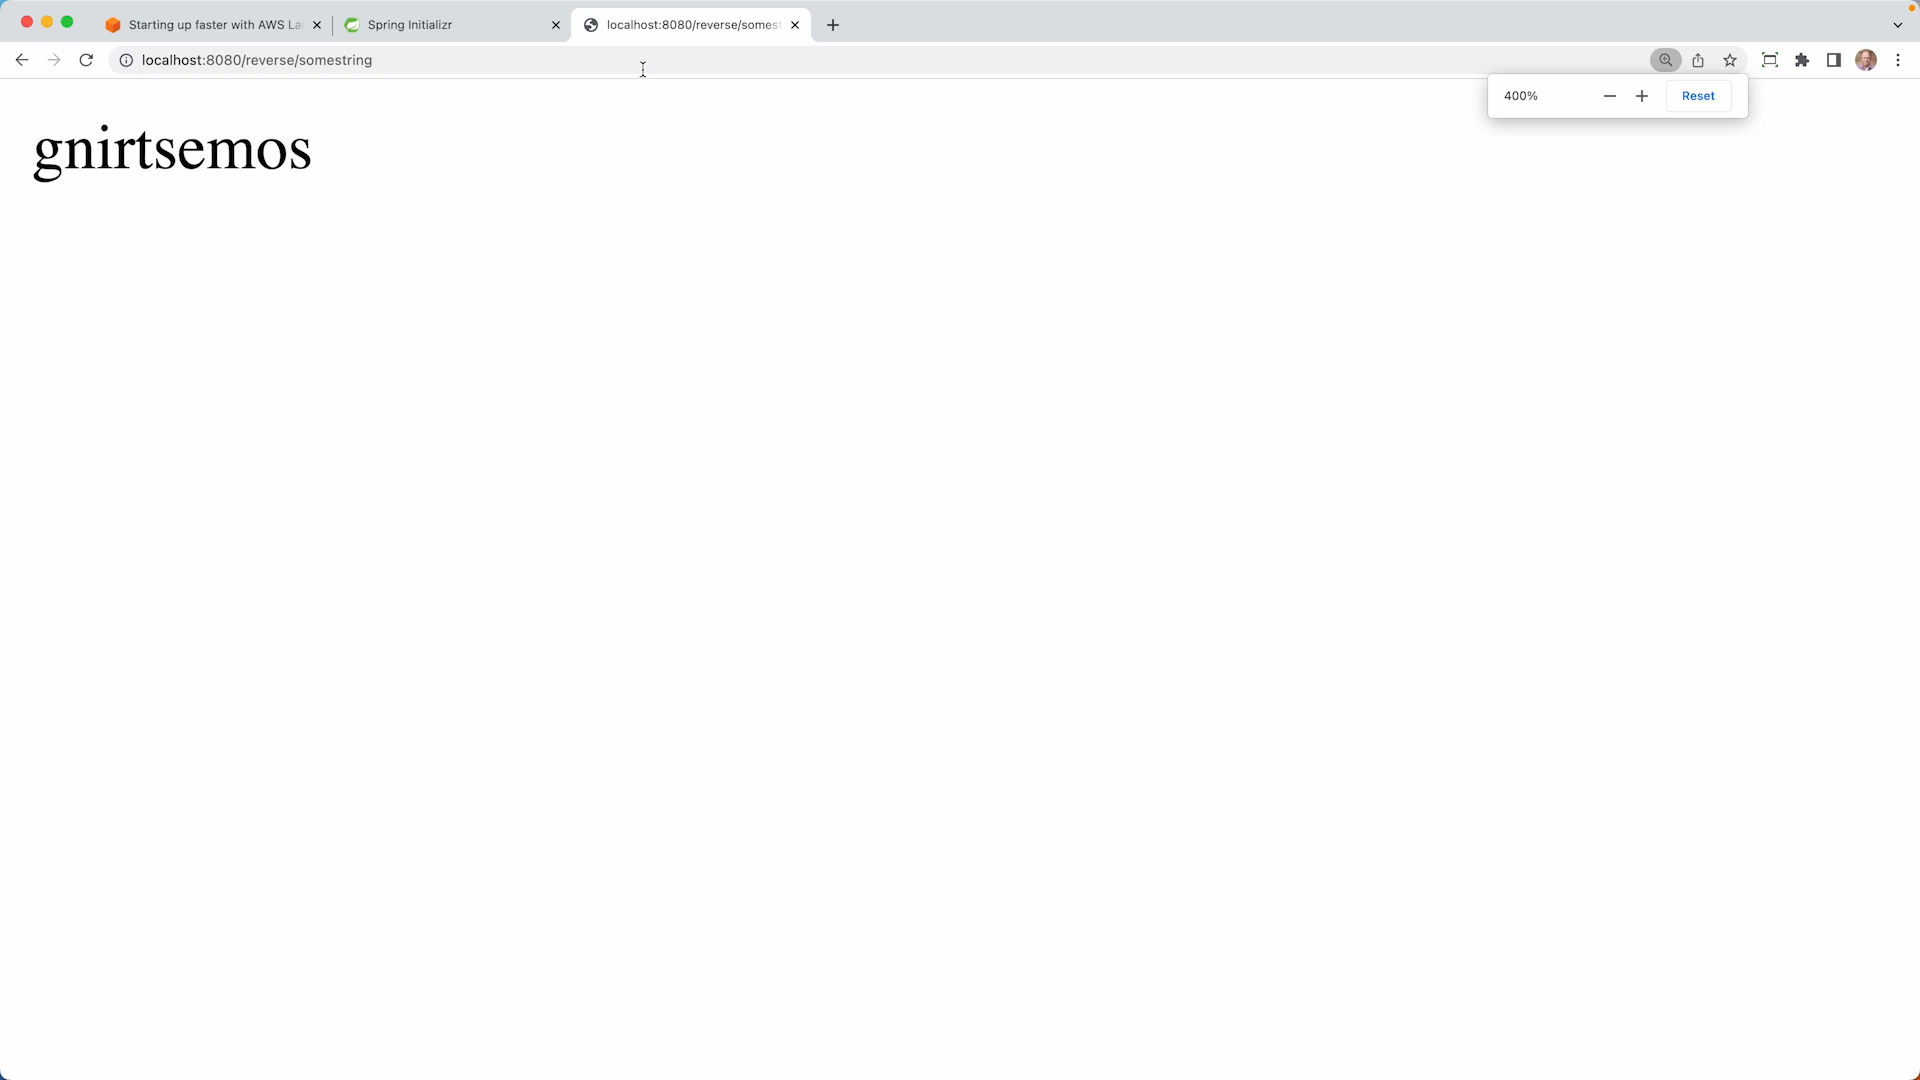 Starting up faster with AWS La
Spring Initializr
localhost:8080/reverse/somest
localhost:8080/reverse/somestring
400%
Reset
gnirtsemos